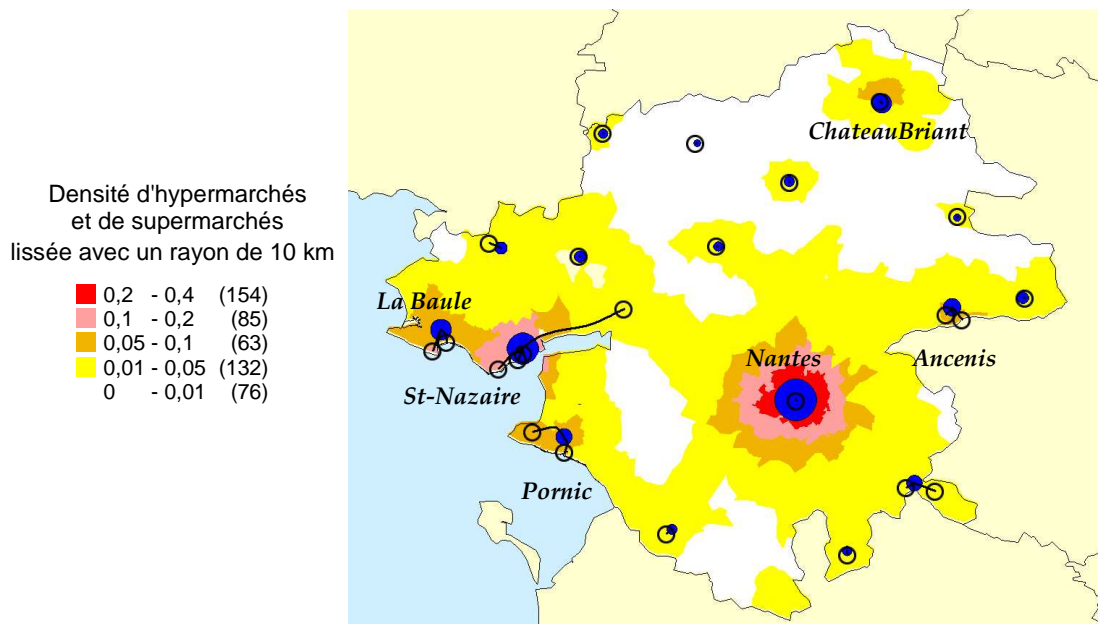 Densité d'hypermarchés
et de supermarchés
lissée avec un rayon de 10 km
0,2 - 0,4 (154)
0,1 - 0,2 (85)
0,05 - 0,1 (63)
0,01 - 0,05 (132)
0 - 0,01 (76)
ChateauBriant
La Baule
Nantes
Ancenis
St-Nazaire
Pornic